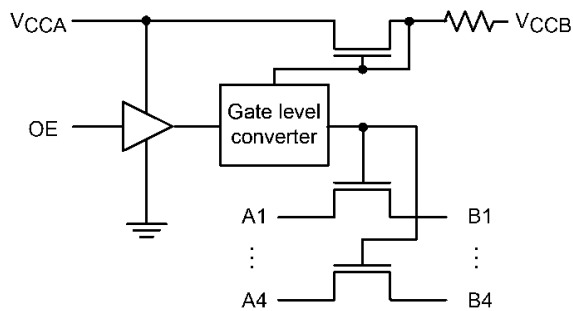 VCCA
VCCB
Gate level
converter
OE
A1
B1
⋮
⋮
A4
B4